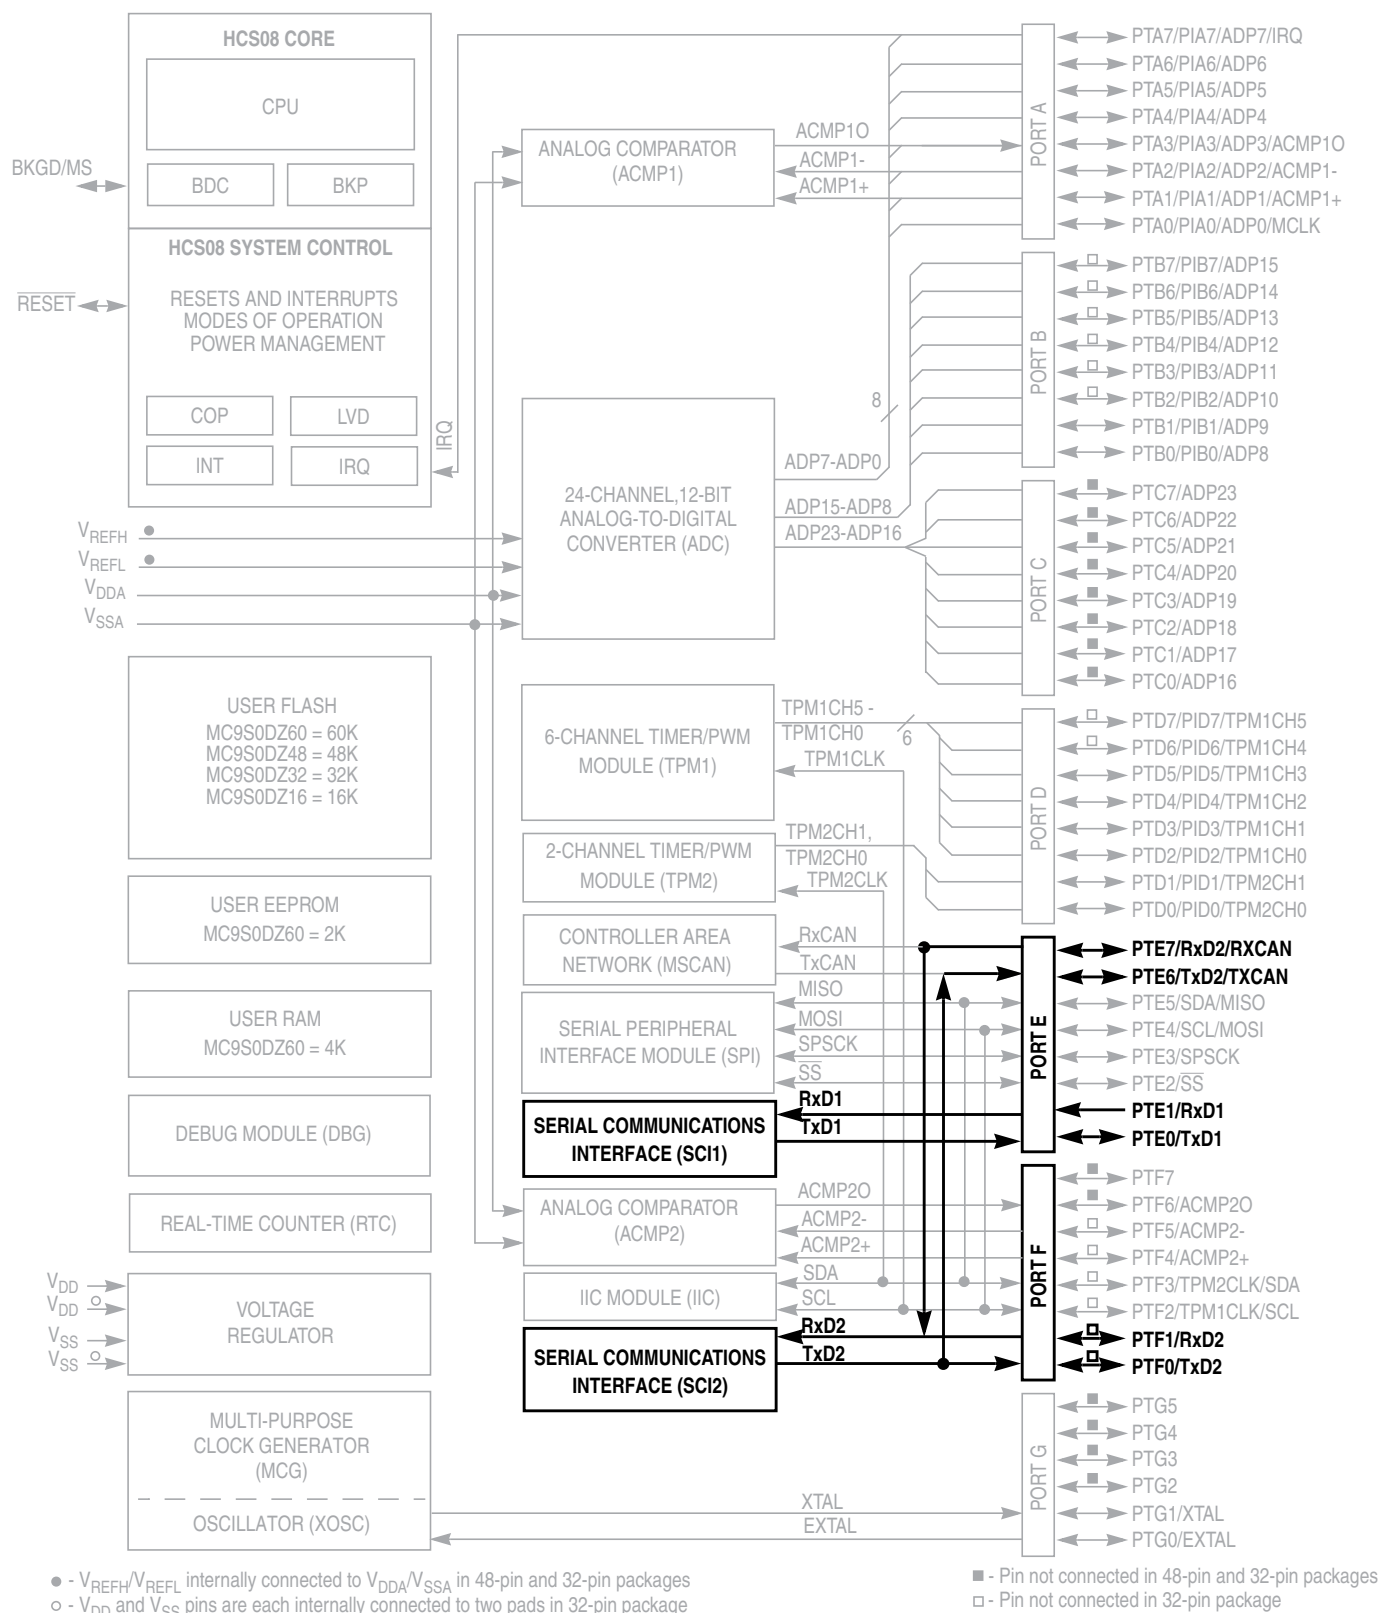 HCS08 CORE
CPU
BDC
BKP
BKGD/MS
HCS08 SYSTEM CONTROL
RESETS AND INTERRUPTS
MODES OF OPERATION
POWER MANAGEMENT
RESET
COP
LVD
INT
IRQ
IRQ
VREFH
VREFL
VDDA
VSSA
USER FLASH
MC9S0DZ60 = 60K
MC9S0DZ48 = 48K
MC9S0DZ32 = 32K
MC9S0DZ16 = 16K
USER EEPROM
MC9S0DZ60 = 2K
USER RAM
MC9S0DZ60 = 4K
DEBUG MODULE (DBG)
REAL-TIME COUNTER (RTC)
VDD
VDD
VSS
VSS
VOLTAGE
REGULATOR
MULTI-PURPOSE
CLOCK GENERATOR
(MCG)
OSCILLATOR (XOSC)
ANALOG COMPARATOR
(ACMP1)
ACMP1O
ACMP1-
ACMP1+
24-CHANNEL,12-BIT
ANALOG-TO-DIGITAL
CONVERTER (ADC)
8
ADP7-ADP0
ADP15-ADP8
ADP23-ADP16
6-CHANNEL TIMER/PWM
MODULE (TPM1)
TPM1CH5 -
TPM1CH0
6
TPM1CLK
2-CHANNEL TIMER/PWM
MODULE (TPM2)
TPM2CH1,
TPM2CH0
TPM2CLK
CONTROLLER AREA
NETWORK (MSCAN)
RxCAN
TxCAN
SERIAL PERIPHERAL
INTERFACE MODULE (SPI)
MISO
MOSI
SPSCK
SS
SERIAL COMMUNICATIONS
INTERFACE (SCI1)
RxD1
TxD1
ANALOG COMPARATOR
(ACMP2)
ACMP2O
ACMP2-
ACMP2+
IIC MODULE (IIC)
SDA
SCL
SERIAL COMMUNICATIONS
INTERFACE (SCI2)
RxD2
TxD2
XTAL
EXTAL
PORT A
PTA7/PIA7/ADP7/IRQ
PTA6/PIA6/ADP6
PTA5/PIA5/ADP5
PTA4/PIA4/ADP4
PTA3/PIA3/ADP3/ACMP1O
PTA2/PIA2/ADP2/ACMP1-
PTA1/PIA1/ADP1/ACMP1+
PTA0/PIA0/ADP0/MCLK
PORT B
PTB7/PIB7/ADP15
PTB6/PIB6/ADP14
PTB5/PIB5/ADP13
PTB4/PIB4/ADP12
PTB3/PIB3/ADP11
PTB2/PIB2/ADP10
PTB1/PIB1/ADP9
PTB0/PIB0/ADP8
PORT C
PTC7/ADP23
PTC6/ADP22
PTC5/ADP21
PTC4/ADP20
PTC3/ADP19
PTC2/ADP18
PTC1/ADP17
PTC0/ADP16
PORT D
PTD7/PID7/TPM1CH5
PTD6/PID6/TPM1CH4
PTD5/PID5/TPM1CH3
PTD4/PID4/TPM1CH2
PTD3/PID3/TPM1CH1
PTD2/PID2/TPM1CH0
PTD1/PID1/TPM2CH1
PTD0/PID0/TPM2CH0
PORT E
PTE7/RxD2/RXCAN
PTE6/TxD2/TXCAN
PTE5/SDA/MISO
PTE4/SCL/MOSI
PTE3/SPSCK
PTE2/SS
PTE1/RxD1
PTE0/TxD1
PORT F
PTF7
PTF6/ACMP2O
PTF5/ACMP2-
PTF4/ACMP2+
PTF3/TPM2CLK/SDA
PTF2/TPM1CLK/SCL
PTF1/RxD2
PTF0/TxD2
PORT G
PTG5
PTG4
PTG3
PTG2
PTG1/XTAL
PTG0/EXTAL
● - VREFH/VREFL internally connected to VDDA/VSSA in 48-pin and 32-pin packages
○ - VDD and VSS pins are each internally connected to two pads in 32-pin package
■ - Pin not connected in 48-pin and 32-pin packages
□ - Pin not connected in 32-pin package